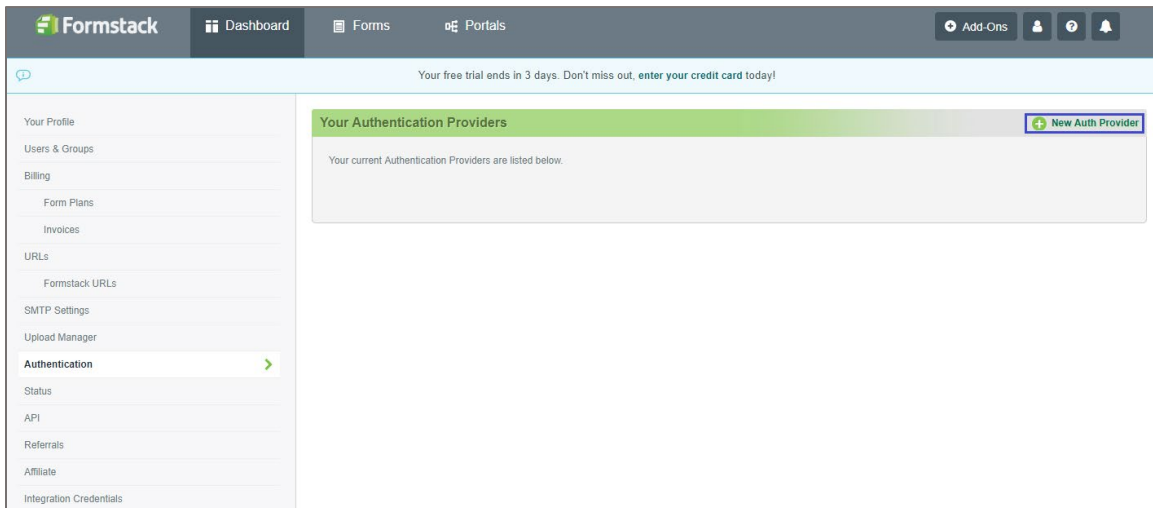 Formstack Dashboard Forms Portals Add-Ons
Your free trial ends in 3 days. Don't miss out, enter your credit card today!
Your Profile
Users & Groups
Billing
Form Plans
Invoices
URLs
Formstack URLs
SMTP Settings
Upload Manager
Authentication
Status
API
Referrals
Affiliate
Integration Credentials
Your Authentication Providers New Auth Provider
Your current Authentication Providers are listed below.